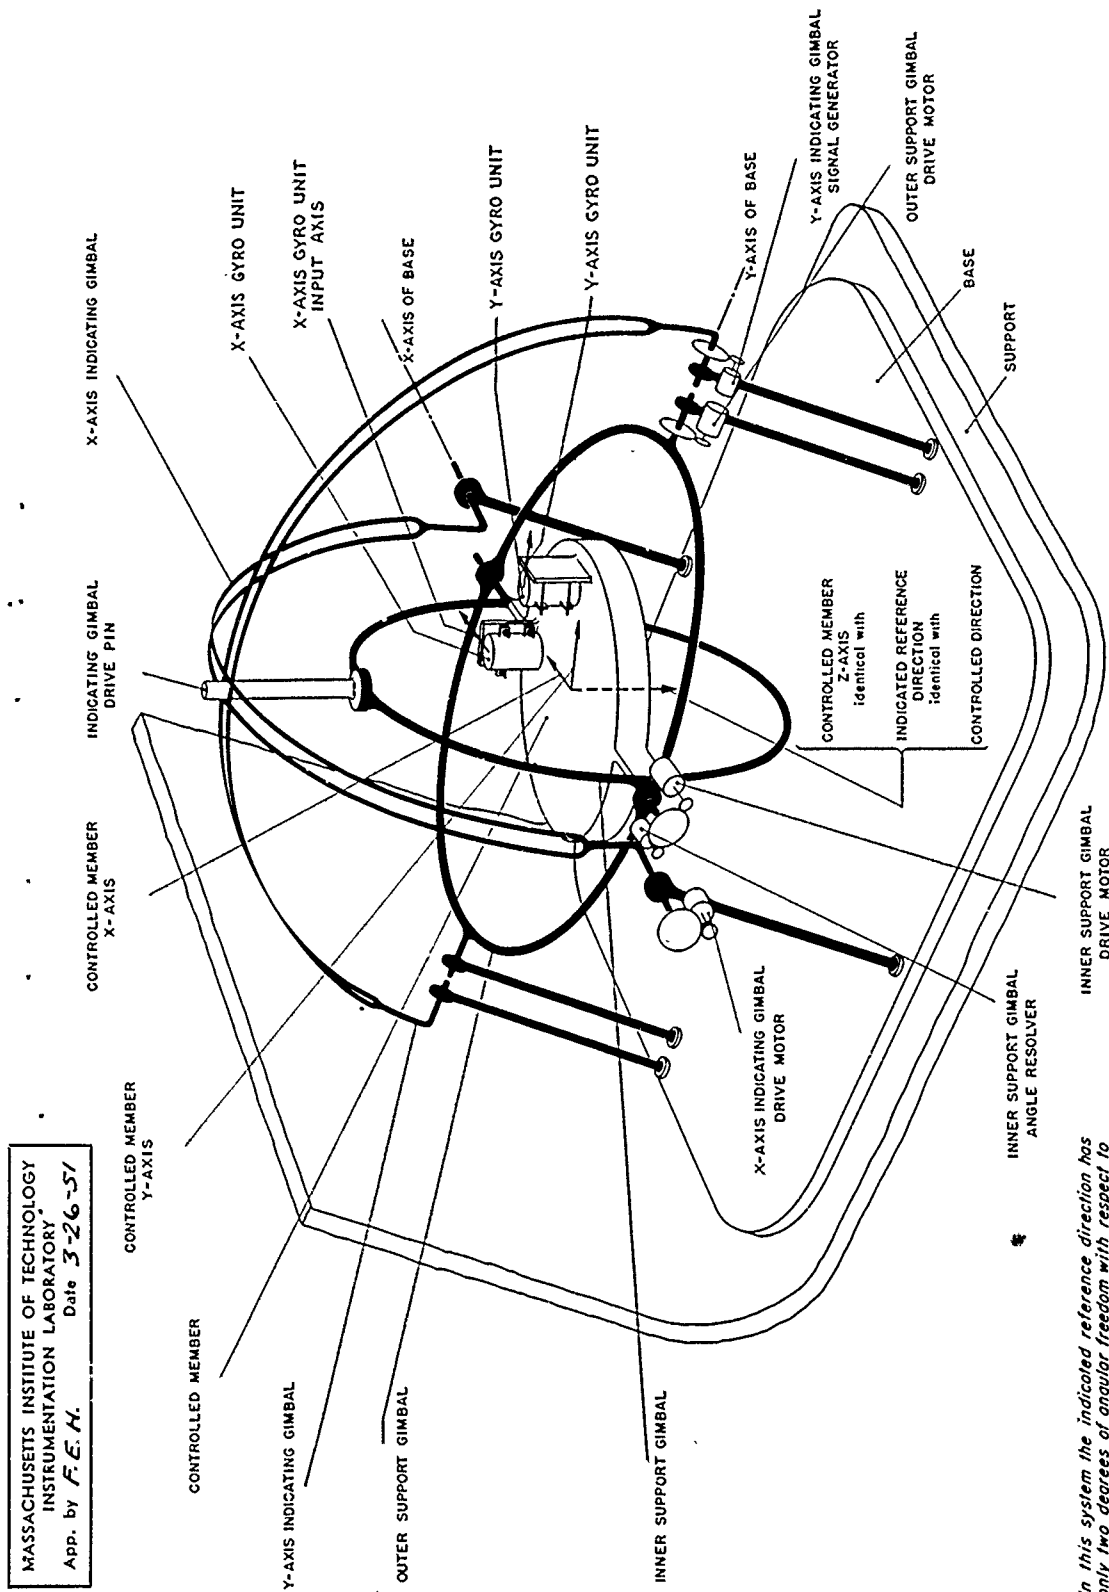 MASSACHUSETTS INSTITUTE OF TECHNOLOGY
INSTRUMENTATION LABORATORY
App. by F.E.H. Date 3-26-51
CONTROLLED MEMBER
Y-AXIS
CONTROLLED MEMBER
X-AXIS
INDICATING GIMBAL
DRIVE PIN
X-AXIS INDICATING GIMBAL
X-AXIS GYRO UNIT
X-AXIS GYRO UNIT
INPUT AXIS
X-AXIS OF BASE
Y-AXIS GYRO UNIT
Y-AXIS GYRO UNIT
Y-AXIS OF BASE
Y-AXIS INDICATING GIMBAL
SIGNAL GENERATOR
OUTER SUPPORT GIMBAL
DRIVE MOTOR
BASE
SUPPORT
CONTROLLED MEMBER
Y-AXIS INDICATING GIMBAL
OUTER SUPPORT GIMBAL
INNER SUPPORT GIMBAL
X-AXIS INDICATING GIMBAL
DRIVE MOTOR
CONTROLLED MEMBER
Z-AXIS
identical with
INDICATED REFERENCE
DIRECTION
identical with
CONTROLLED DIRECTION
INNER SUPPORT GIMBAL
ANGLE RESOLVER
INNER SUPPORT GIMBAL
DRIVE MOTOR
In this system the indicated reference direction has
only two degrees of angular freedom with respect to